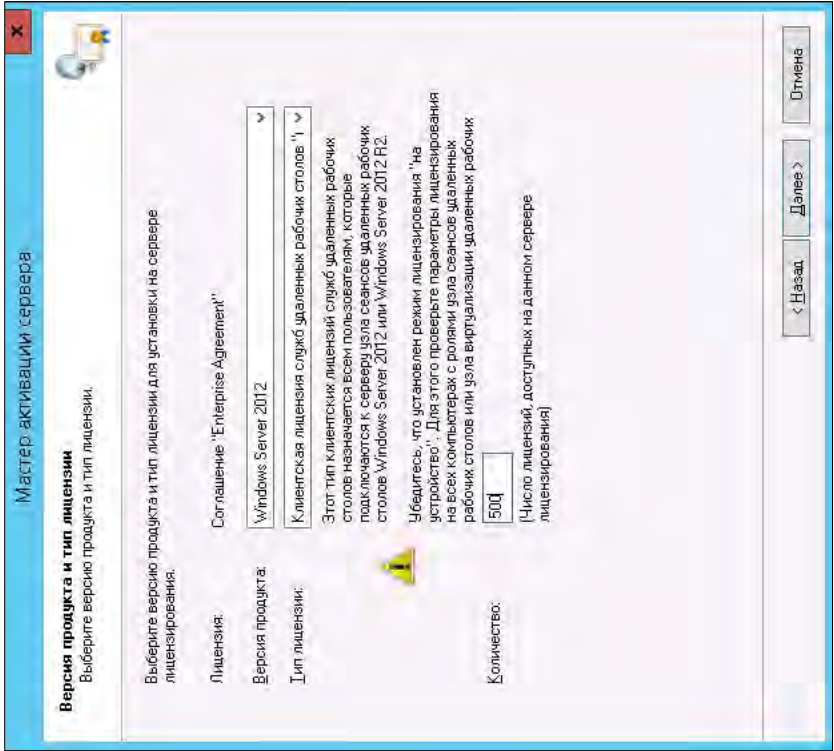 Мастер активации сервера
x
Версия продукта и тип лицензии
Выберите версию продукта и тип лицензии.
Выберите версию продукта и тип лицензии для установки на сервере
лицензирования.
Лицензия: Соглашение "Enterprise Agreement"
Версия продукта: Windows Server 2012
Тип лицензии: Клиентская лицензия служб удаленных рабочих столов "
Этот тип клиентских лицензий служб удаленных рабочих
столов назначается всем пользователям, которые
подключаются к серверу узла сеансов удаленных рабочих
столов Windows Server 2012 или Windows Server 2012 R2.
Убедитесь, что установлен режим лицензирования "на
устройство". Для этого проверьте параметры лицензирования
на всех компьютерах с ролями узла сеансов удаленных
рабочих столов или узла виртуализации удаленных рабочих
Количество: 500
(Число лицензий, доступных на данном сервере
лицензирования)
< Назад
Далее >
Отмена